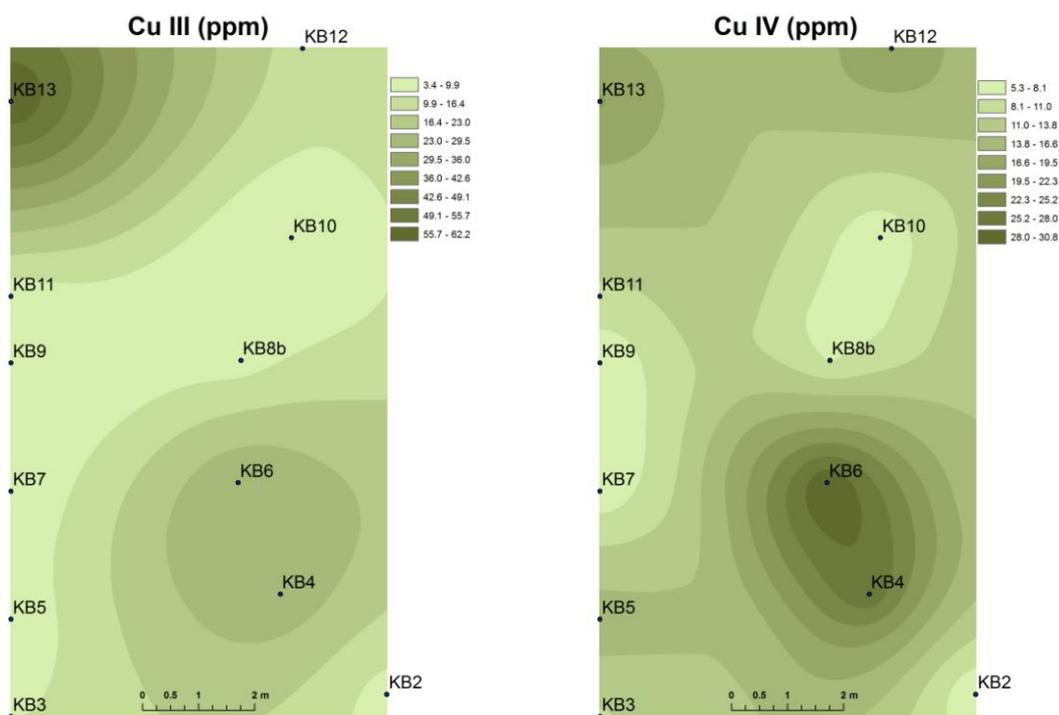 Cu III (ppm)
KB12
KB13
KB10
KB11
KB9
KB8b
KB7
KB6
KB5
KB4
KB3
KB2
0 0.5 1 2 m
3.4 - 9.9
9.9 - 16.4
16.4 - 23.0
23.0 - 29.5
29.5 - 36.0
36.0 - 42.6
42.6 - 49.1
49.1 - 55.7
55.7 - 62.2
Cu IV (ppm)
KB12
KB13
KB10
KB11
KB9
KB8b
KB7
KB6
KB5
KB4
KB3
KB2
0 0.5 1 2 m
5.3 - 8.1
8.1 - 11.0
11.0 - 13.8
13.8 - 16.6
16.6 - 19.5
19.5 - 22.3
22.3 - 25.2
25.2 - 28.0
28.0 - 30.8